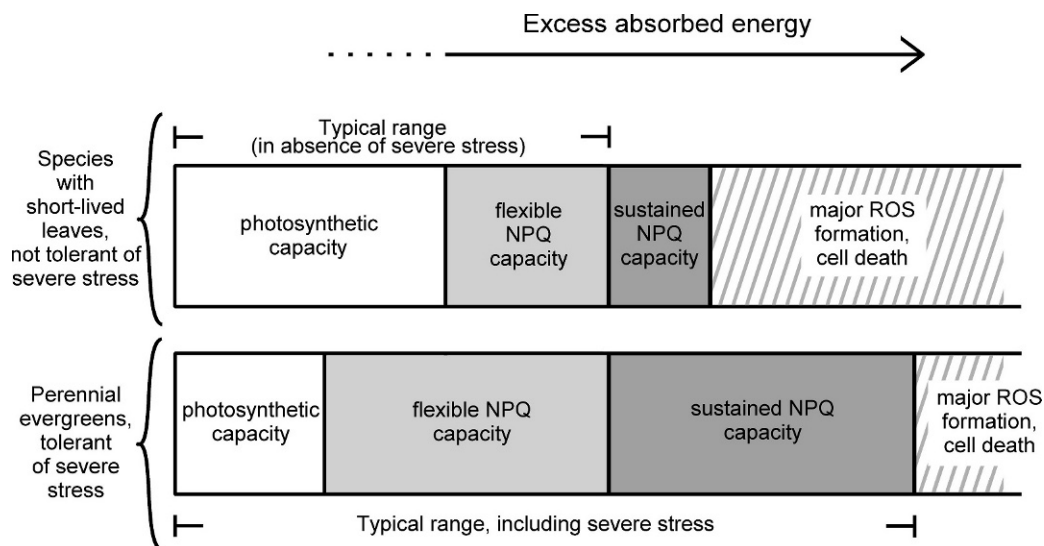 Excess absorbed energy
Typical range
(in absence of severe stress)
Species
with
short-lived
leaves,
not tolerant of
severe stress
photosynthetic
capacity
flexible
NPQ
capacity
sustained
NPQ
capacity
major ROS
formation,
cell death
Perennial
evergreens,
tolerant
of severe
stress
photosynthetic
capacity
flexible NPQ
capacity
sustained NPQ
capacity
major ROS
formation,
cell death
Typical range, including severe stress